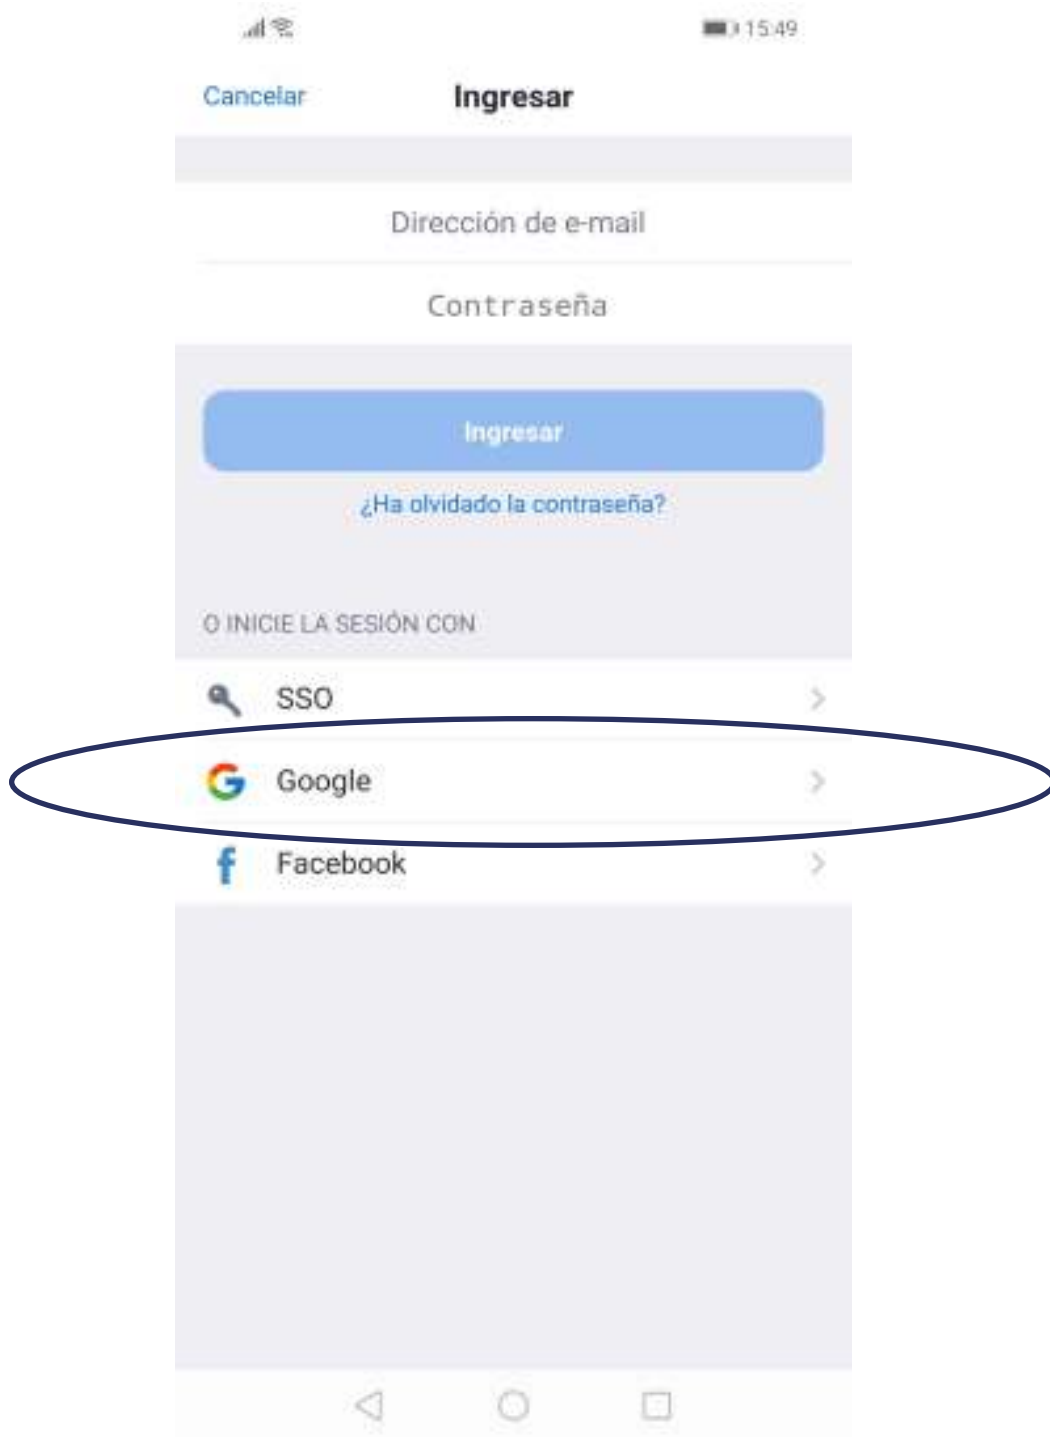 15:49
Cancelar
Ingresar
Dirección de e-mail
Contraseña
Ingresar
¿Ha olvidado la contraseña?
O INICIE LA SESIÓN CON
SSO
Google
Facebook